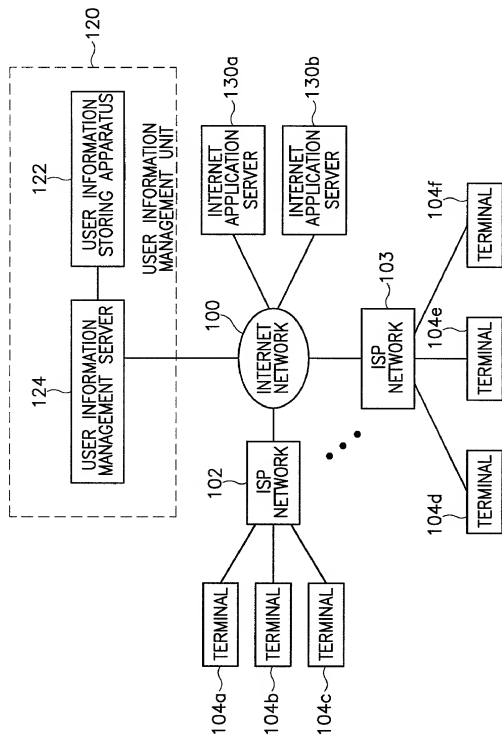 120
124
USER INFORMATION
MANAGEMENT SERVER
122
USER INFORMATION
STORING APPARATUS
USER INFORMATION
MANAGEMENT UNIT
100
INTERNET
NETWORK
130a
INTERNET
APPLICATION
SERVER
130b
INTERNET
APPLICATION
SERVER
102
ISP
NETWORK
103
ISP
NETWORK
104a
TERMINAL
104b
TERMINAL
104c
TERMINAL
104d
TERMINAL
104e
TERMINAL
104f
TERMINAL